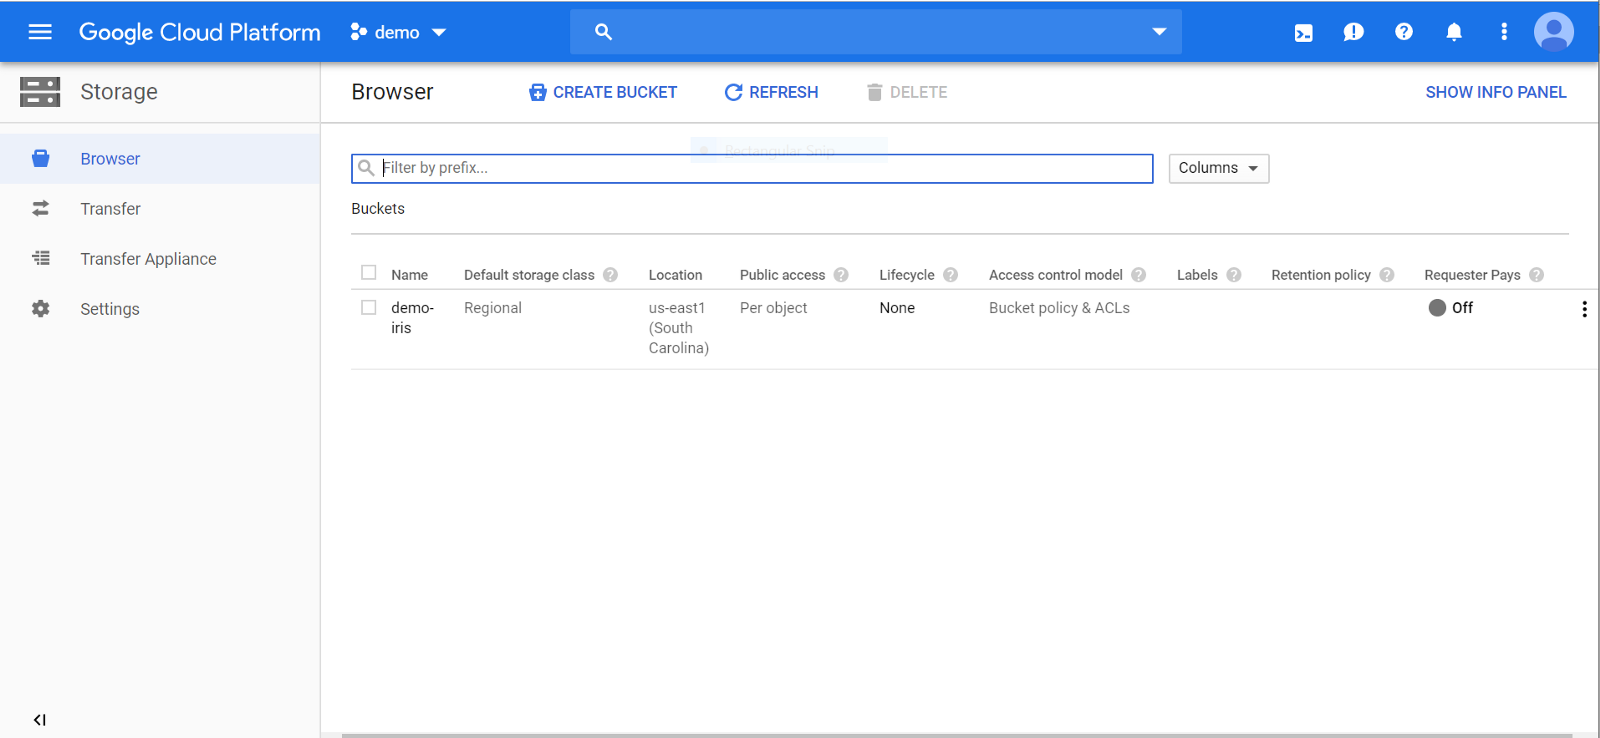 Google Cloud Platform demo
Storage
Browser CREATE BUCKET REFRESH DELETE SHOW INFO PANEL
Browser
Transfer
Transfer Appliance
Settings
Rectangular Snip
Filter by prefix... Columns
Buckets
Name Default storage class ? Location Public access ? Lifecycle ? Access control model ? Labels ? Retention policy ? Requester Pays ?
demo-
iris Regional us-east1
(South
Carolina) Per object None Bucket policy & ACLs Off